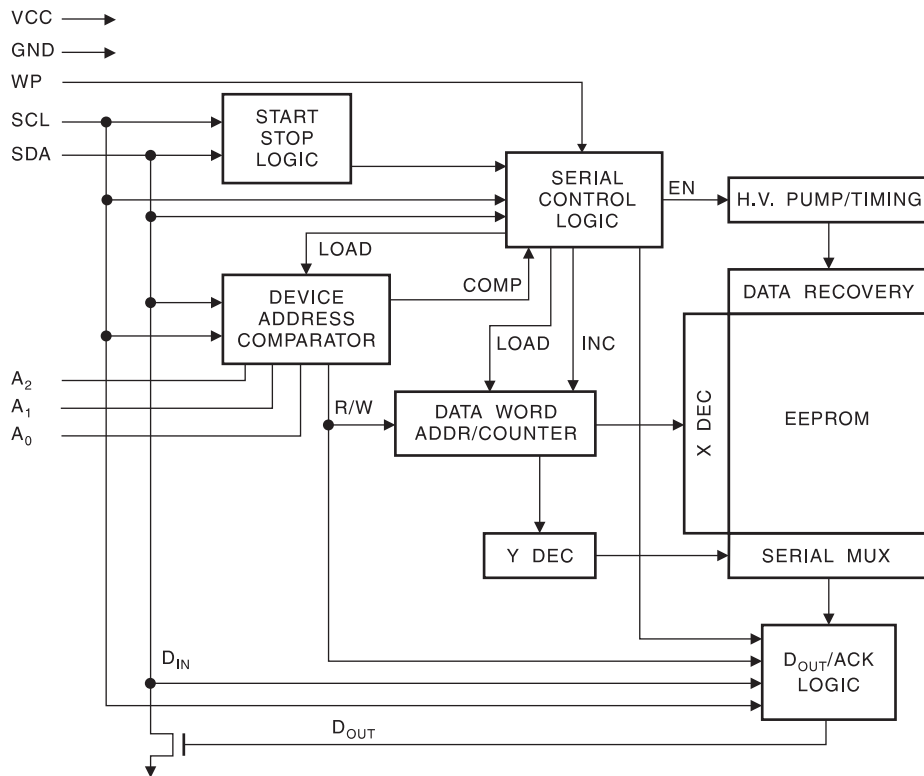 VCC
GND
WP
SCL
SDA
START
STOP
LOGIC
SERIAL
CONTROL
LOGIC
EN
H.V. PUMP/TIMING
LOAD
COMP
DEVICE
ADDRESS
COMPARATOR
DATA RECOVERY
LOAD
INC
A2
A1
A0
R/W
DATA WORD
ADDR/COUNTER
X DEC
EEPROM
Y DEC
SERIAL MUX
DIN
DOUT/ACK
LOGIC
DOUT